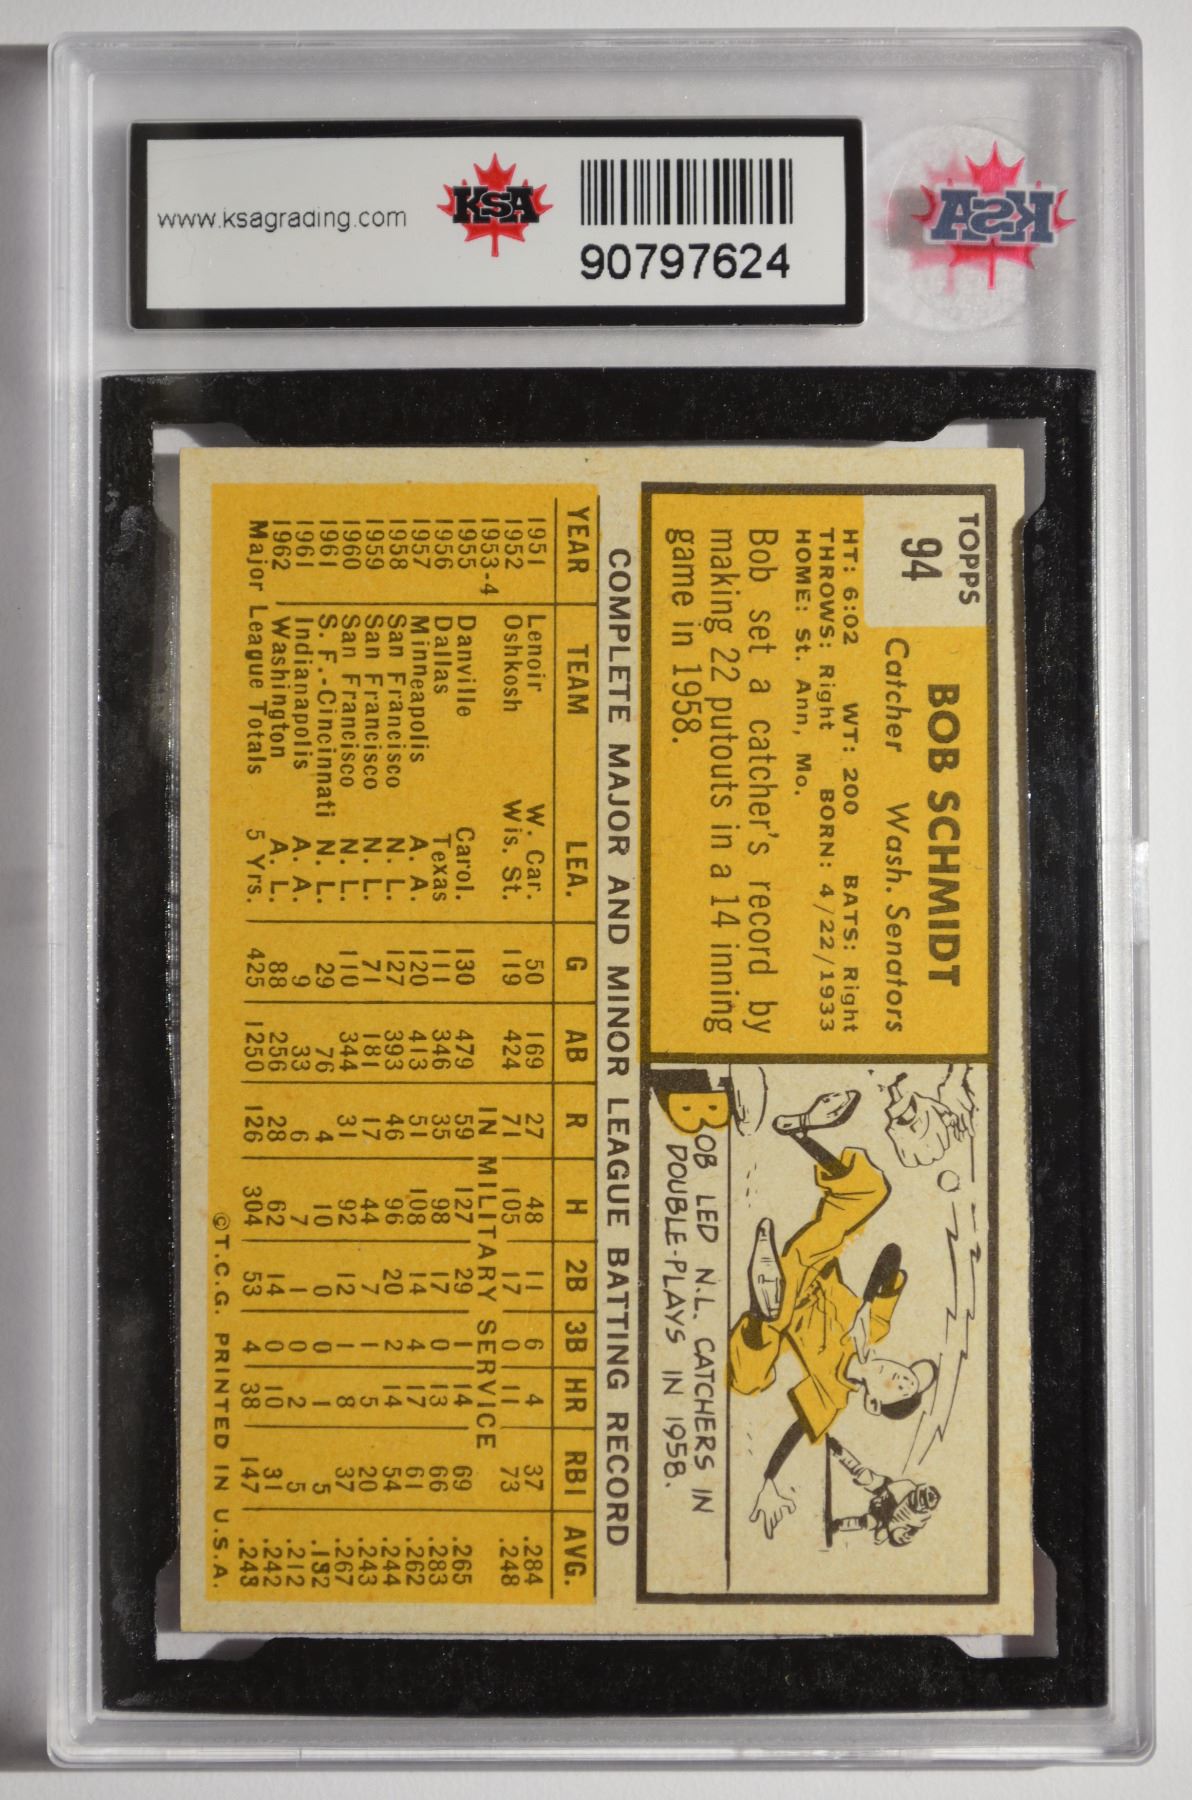 www.ksagrading.com
KSA
90797624
KSA
TOPPS
94
BOB SCHMIDT
Catcher Wash. Senators
HT: 6:02 WT: 200 BATS: Right
THROWS: Right BORN: 4/22/1933
HOME: St. Ann, Mo.
Bob set a catcher's record by
making 22 putouts in a 14 inning
game in 1958.
BOB LED N.L. CATCHERS IN
DOUBLE-PLAYS IN 1958.
COMPLETE MAJOR AND MINOR LEAGUE BATTING RECORD
YEAR TEAM LEA. G AB R H 2B 3B HR RBI AVG.
1951 Lenoir W. Car. 50 169 27 48 11 6 4 37 .284
1952 Oshkosh Wis. St. 119 424 71 105 17 0 11 73 .248
1953-4 IN MILITARY SERVICE
1955 Danville Carol. 130 479 59 127 29 1 14 69 .265
1956 Dallas Texas 111 346 35 98 17 0 13 66 .283
1957 Minneapolis A. A. 120 413 51 108 14 4 17 61 .262
1958 San Francisco N. L. 127 393 46 96 20 2 14 54 .244
1959 San Francisco N. L. 71 181 17 44 7 1 5 20 .243
1960 San Francisco N. L. 110 344 31 92 12 1 8 37 .267
1961 S. F.-Cincinnati N. L. 29 76 4 10 0 0 1 5 .132
1961 Indianapolis A. A. 9 33 6 7 1 0 2 5 .212
1962 Washington A. L. 88 256 28 62 14 0 10 31 .242
Major League Totals 5 Yrs. 425 1250 126 304 53 4 38 147 .243
©T.C.G. PRINTED IN U.S.A.